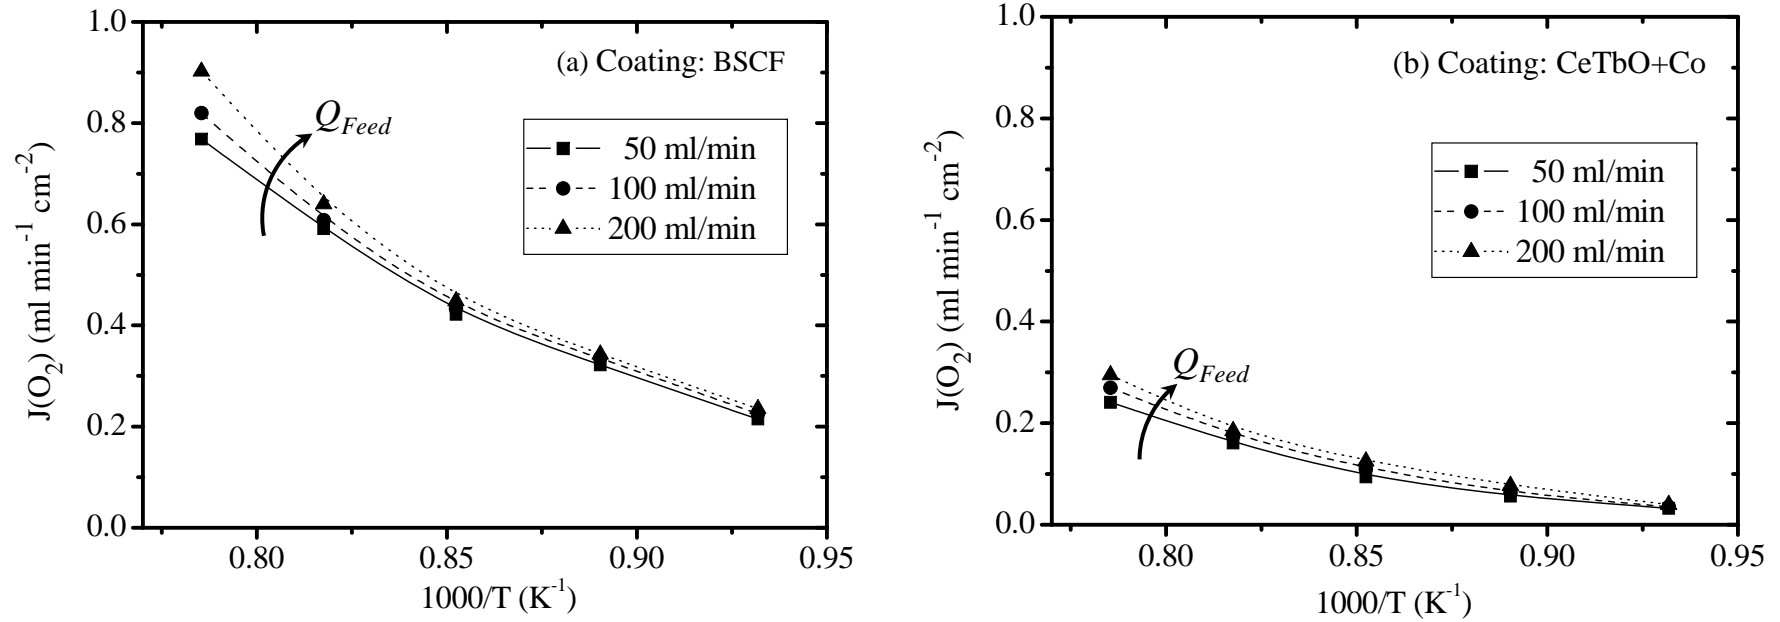 (a) Coating: BSCF
Q_Feed
50 ml/min
100 ml/min
200 ml/min
J(O₂) (ml min⁻¹ cm⁻²)
1.0
0.8
0.6
0.4
0.2
0.0
0.80 0.85 0.90 0.95
1000/T (K⁻¹)
(b) Coating: CeTbO+Co
50 ml/min
100 ml/min
200 ml/min
Q_Feed
J(O₂) (ml min⁻¹ cm⁻²)
1.0
0.8
0.6
0.4
0.2
0.0
0.80 0.85 0.90 0.95
1000/T (K⁻¹)